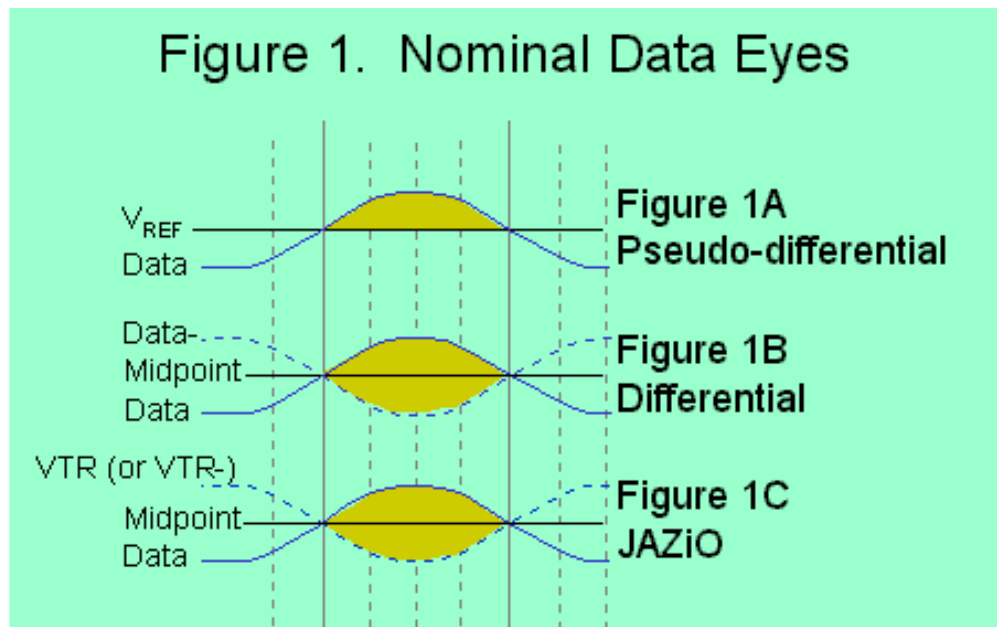 Figure 1. Nominal Data Eyes
VREF
Data
Figure 1A
Pseudo-differential
Data-
Midpoint
Data
Figure 1B
Differential
VTR (or VTR-)
Midpoint
Data
Figure 1C
JAZiO